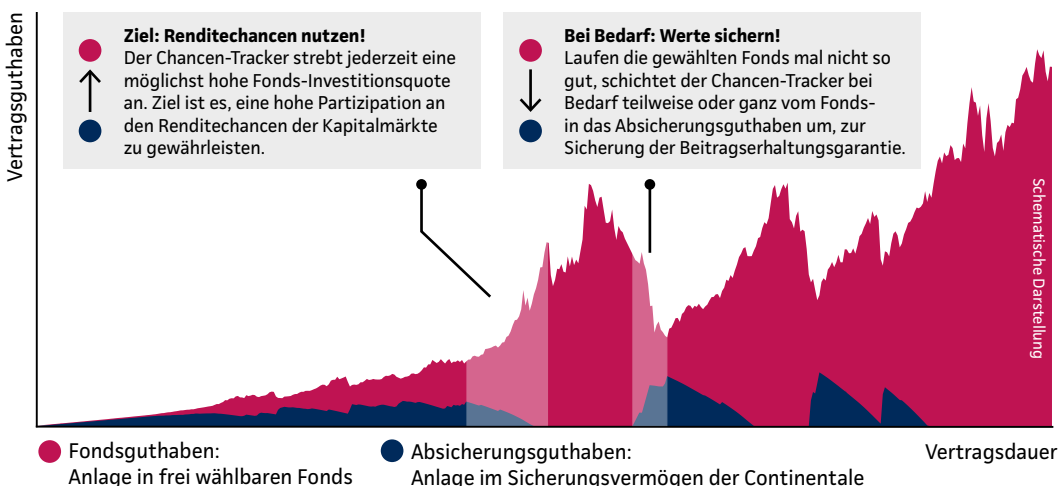 Vertragsguthaben
Ziel: Renditechancen nutzen!
Der Chancen-Tracker strebt jederzeit eine
möglichst hohe Fonds-Investitionsquote
an. Ziel ist es, eine hohe Partizipation an
den Renditechancen der Kapitalmärkte
zu gewährleisten.
Bei Bedarf: Werte sichern!
Laufen die gewählten Fonds mal nicht so
gut, schichtet der Chancen-Tracker bei
Bedarf teilweise oder ganz vom Fonds-
in das Absicherungsguthaben um, zur
Sicherung der Beitragserhaltungsgarantie.
Schematische Darstellung
Fondsguthaben:
Anlage in frei wählbaren Fonds
Absicherungsguthaben:
Anlage im Sicherungsvermögen der Continentale
Vertragsdauer